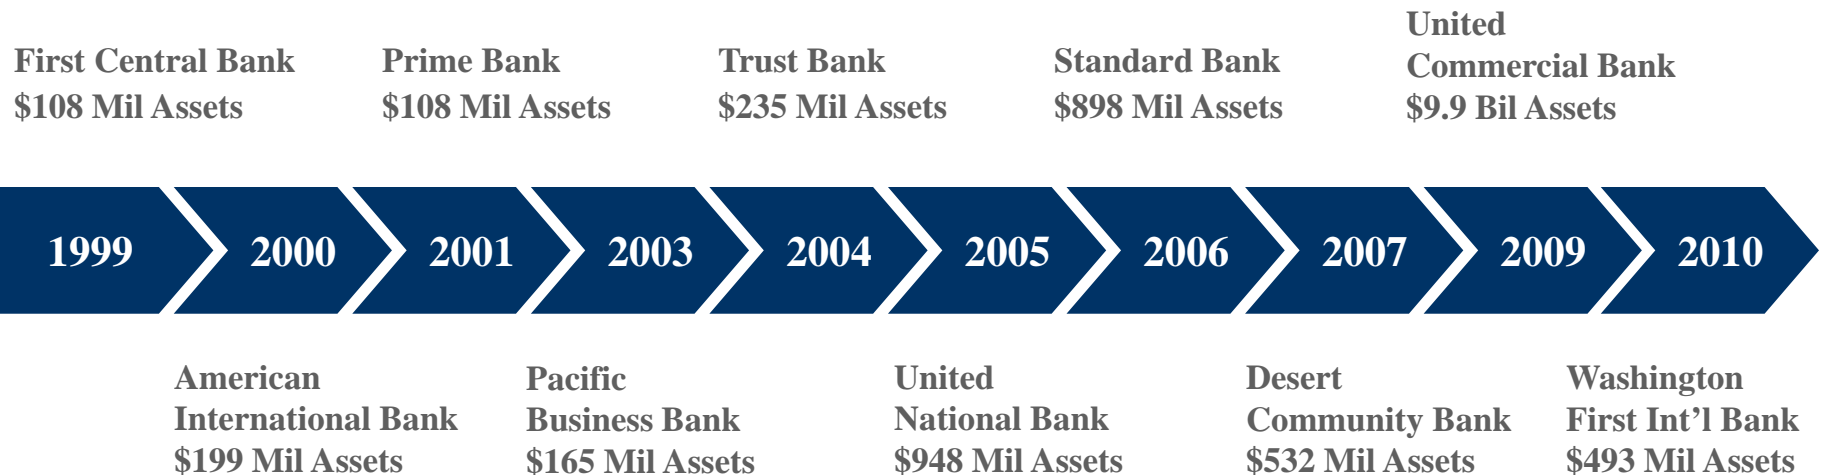 First Central Bank
$108 Mil Assets
Prime Bank
$108 Mil Assets
Trust Bank
$235 Mil Assets
Standard Bank
$898 Mil Assets
United
Commercial Bank
$9.9 Bil Assets
1999
2000
2001
2003
2004
2005
2006
2007
2009
2010
American
International Bank
$199 Mil Assets
Pacific
Business Bank
$165 Mil Assets
United
National Bank
$948 Mil Assets
Desert
Community Bank
$532 Mil Assets
Washington
First Int’l Bank
$493 Mil Assets